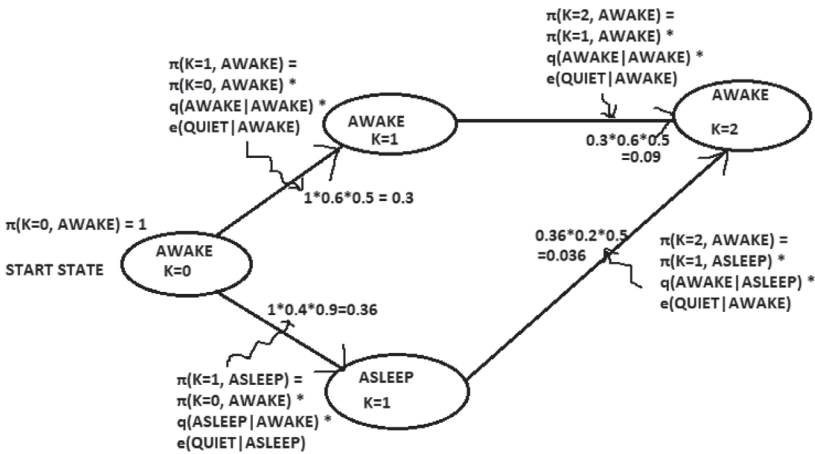 π(K=2, AWAKE) =
π(K=1, AWAKE) *
q(AWAKE|AWAKE) *
e(QUIET|AWAKE)
π(K=1, AWAKE) =
π(K=0, AWAKE) *
q(AWAKE|AWAKE) *
e(QUIET|AWAKE)
AWAKE
K=1
AWAKE
K=2
0.3*0.6*0.5
=0.09
1*0.6*0.5 = 0.3
π(K=0, AWAKE) = 1
START STATE
AWAKE
K=0
0.36*0.2*0.5
=0.036
π(K=2, AWAKE) =
π(K=1, ASLEEP) *
q(AWAKE|ASLEEP) *
e(QUIET|AWAKE)
1*0.4*0.9=0.36
π(K=1, ASLEEP) =
π(K=0, AWAKE) *
q(ASLEEP|AWAKE) *
e(QUIET|ASLEEP)
ASLEEP
K=1